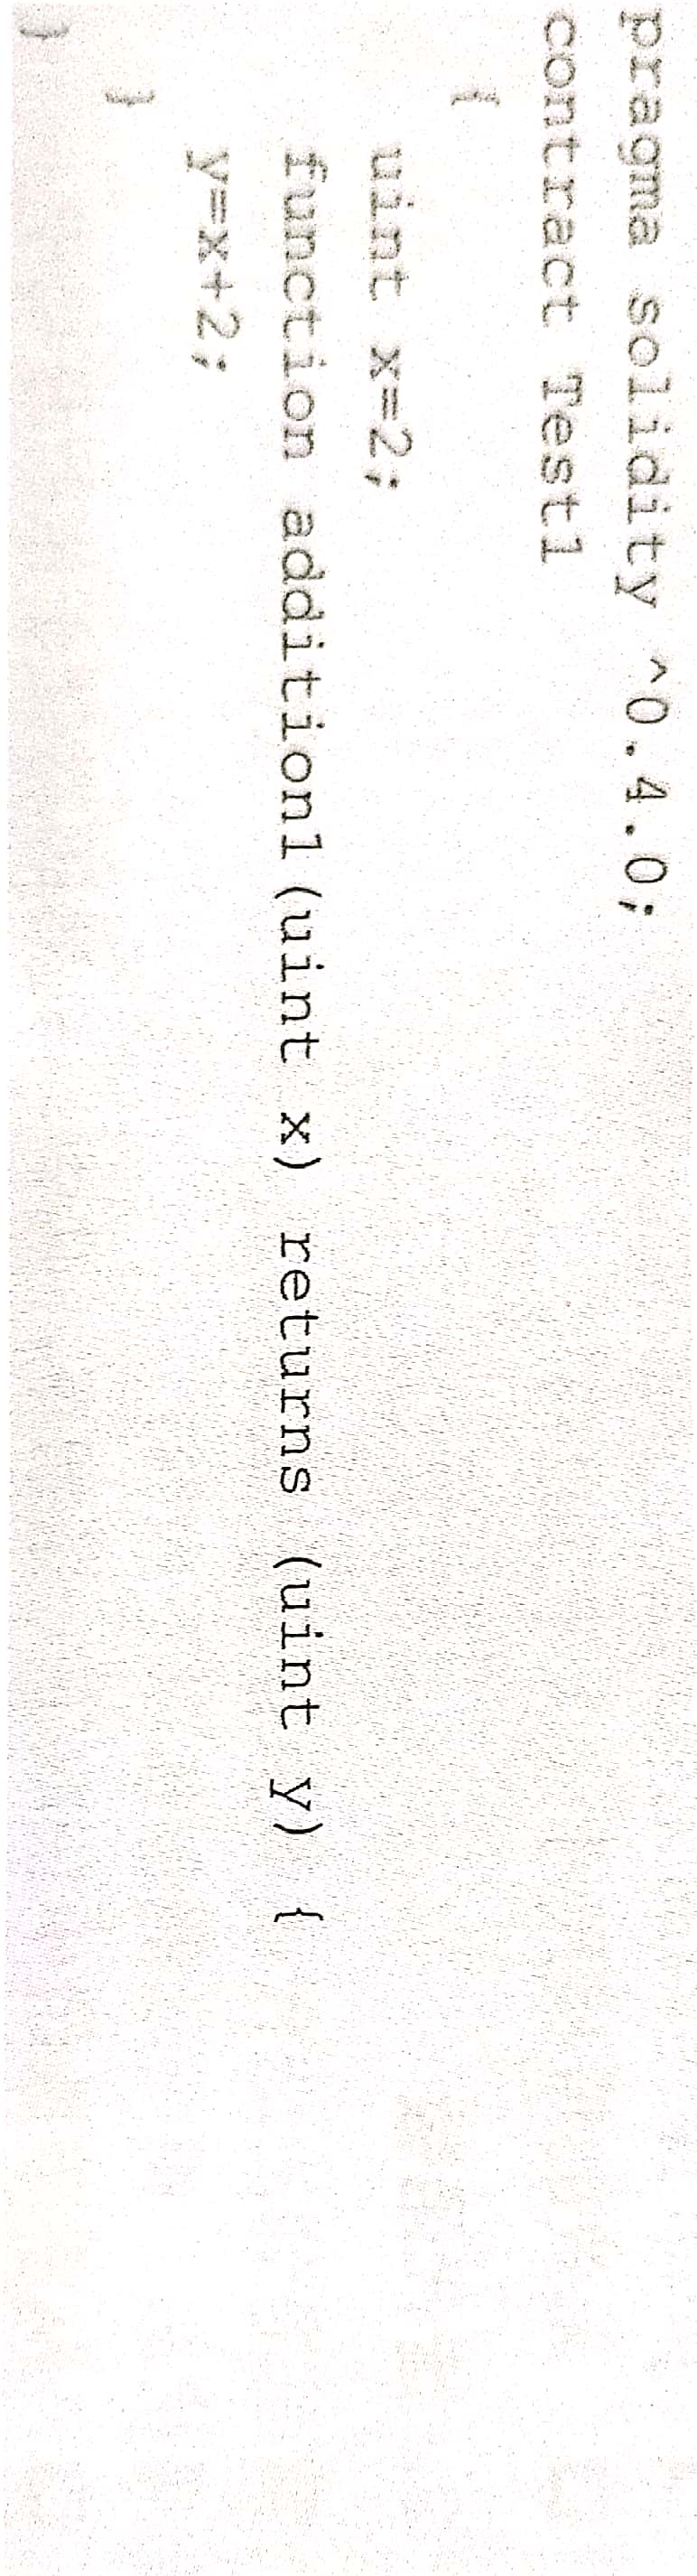 pragma solidity ^0.4.0;
contract Test1
{
uint x=2;
function addition1(uint x) returns (uint y) {
y=x+2;
}
}